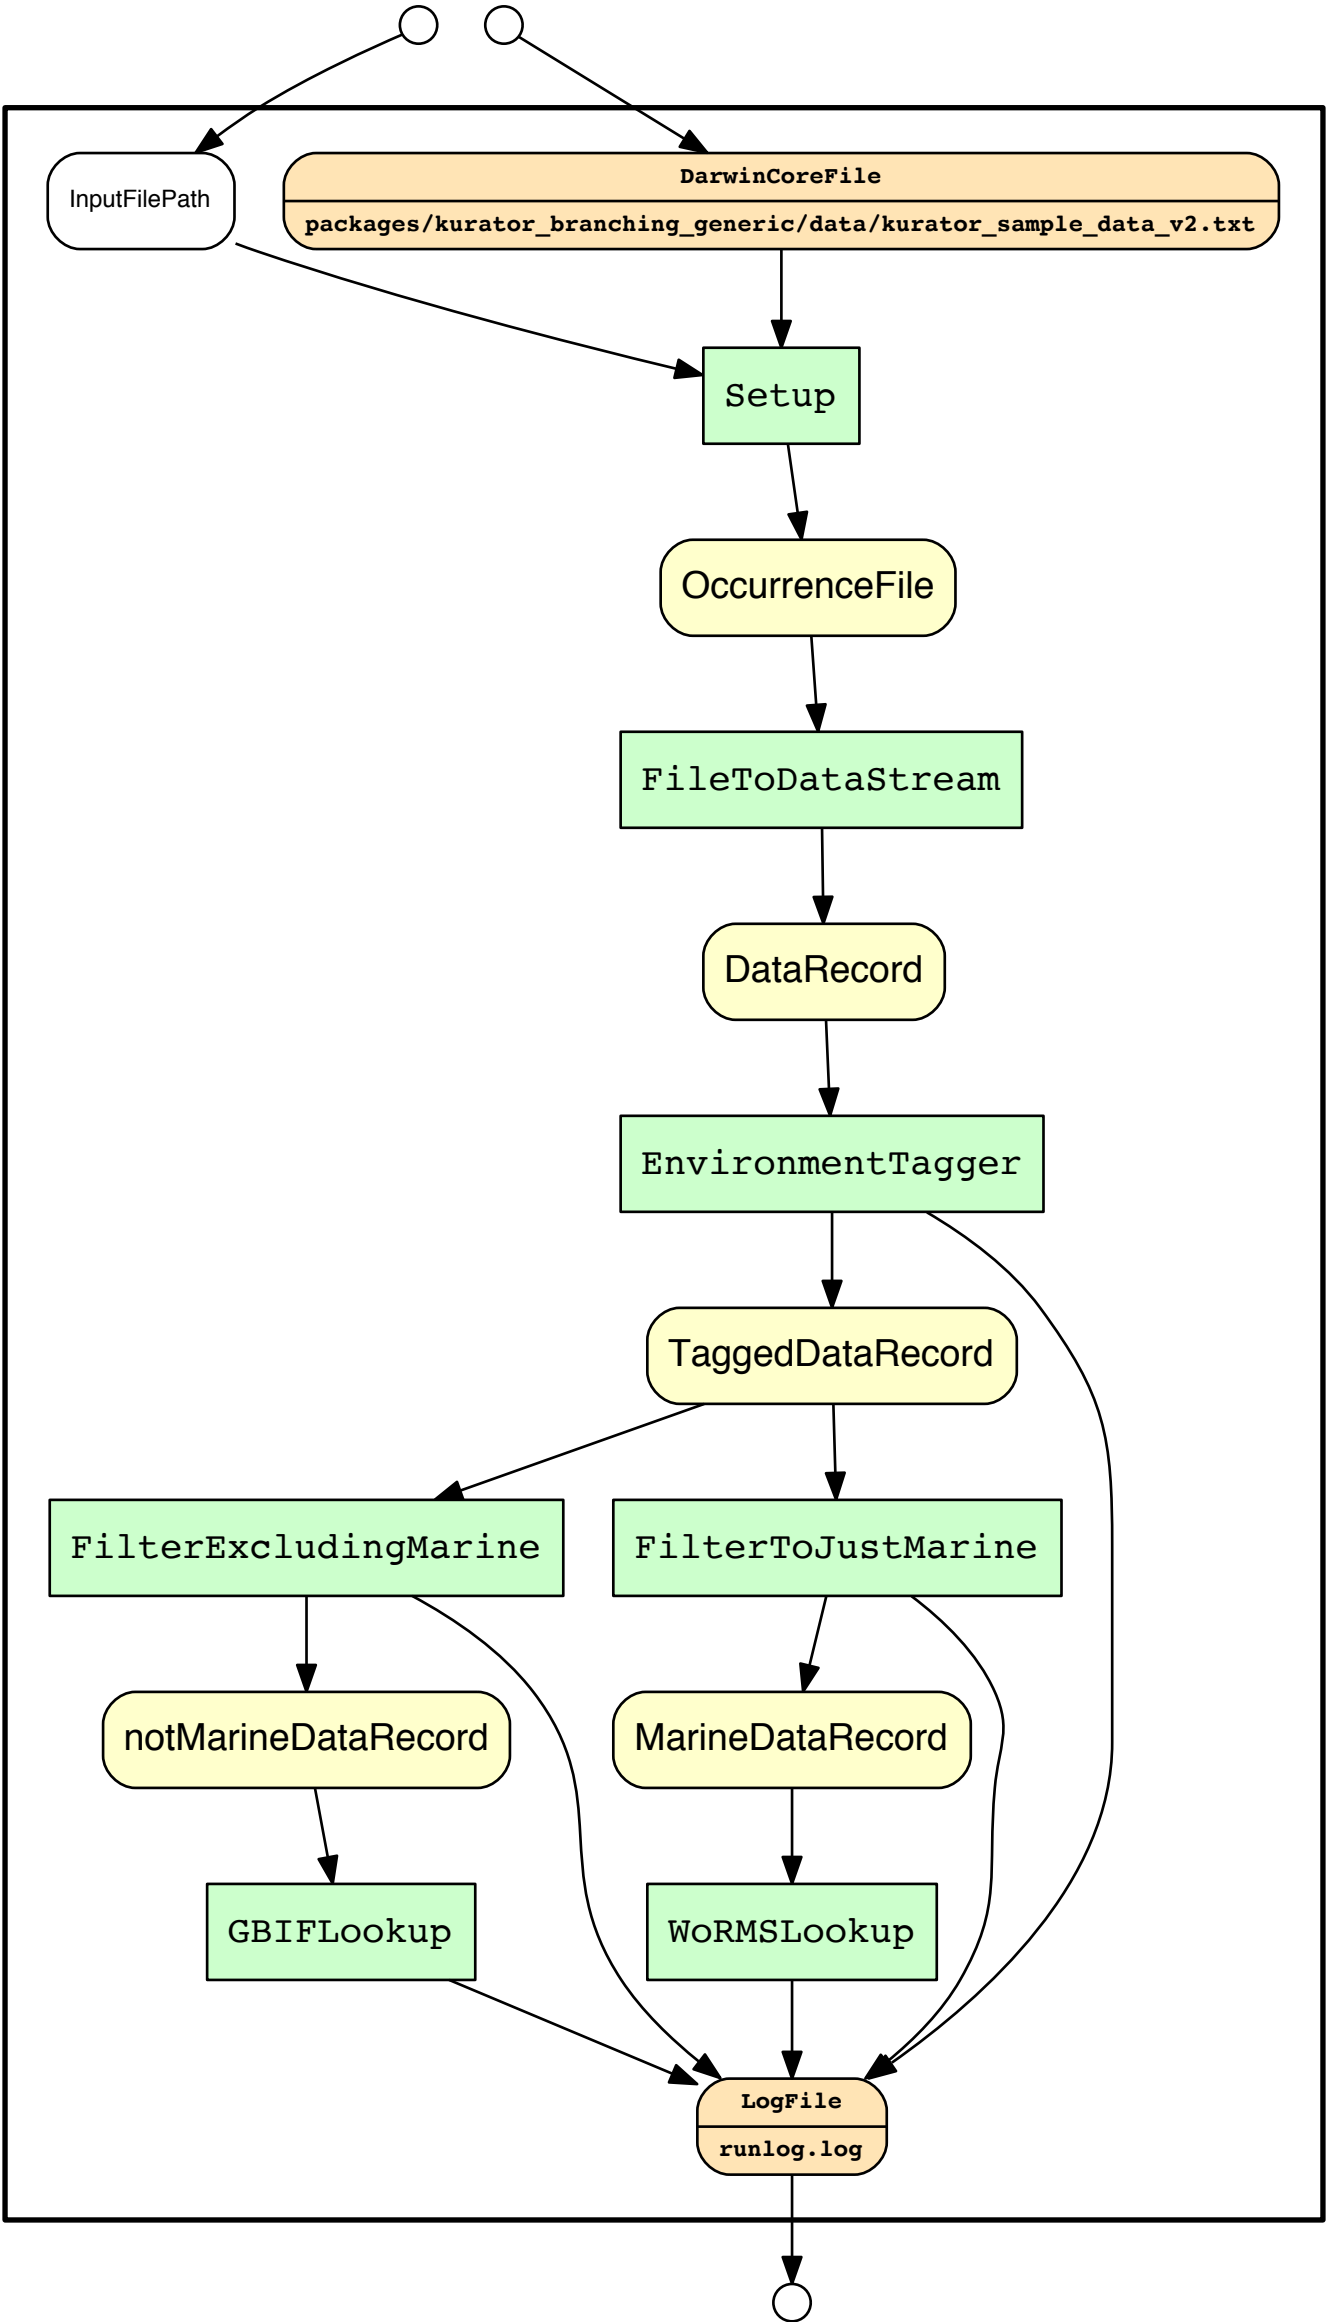 InputFilePath
DarwinCoreFile
packages/kurator_branching_generic/data/kurator_sample_data_v2.txt
Setup
OccurrenceFile
FileToDataStream
DataRecord
EnvironmentTagger
TaggedDataRecord
FilterExcludingMarine
FilterToJustMarine
notMarineDataRecord
MarineDataRecord
GBIFLookup
WoRMSLookup
LogFile
runlog.log